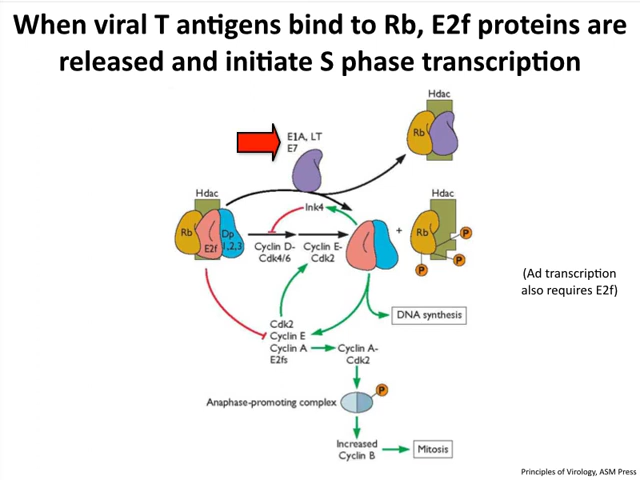 When viral T antigens bind to Rb, E2f proteins are
released and initiate S phase transcription
Hdac
E1A, LT
E7
Rb
Hdac
Ink4
Hdac
Rb
Dp
1,2,3
E2f
Cyclin D-
Cdk4/6
Cyclin E-
Cdk2
+
Rb
P
P
P
(Ad transcription
also requires E2f)
DNA synthesis
Cdk2
Cyclin E
Cyclin A
E2fs
Cyclin A-
Cdk2
P
Anaphase-promoting complex
Increased
Cyclin B
Mitosis
Principles of Virology, ASM Press